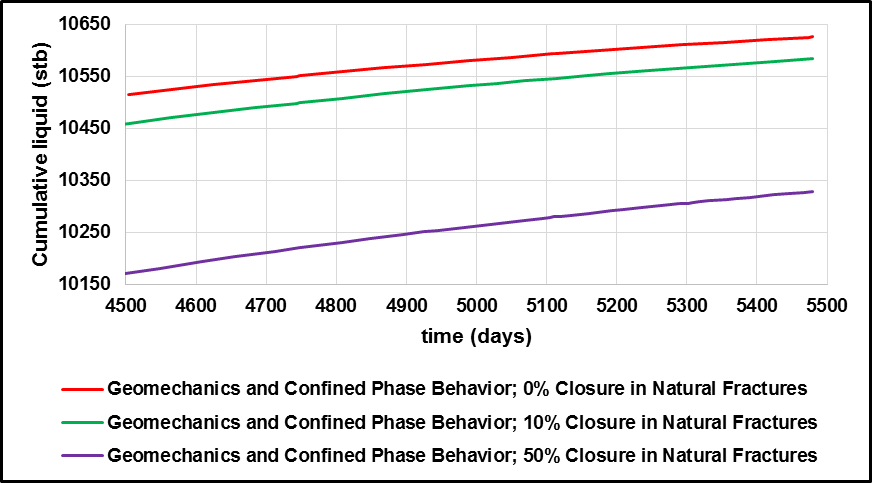 10650
10550
10450
10350
10250
10150
Cumulative liquid (stb)
4500 4600 4700 4800 4900 5000 5100 5200 5300 5400 5500
time (days)
Geomechanics and Confined Phase Behavior; 0% Closure in Natural Fractures
Geomechanics and Confined Phase Behavior; 10% Closure in Natural Fractures
Geomechanics and Confined Phase Behavior; 50% Closure in Natural Fractures